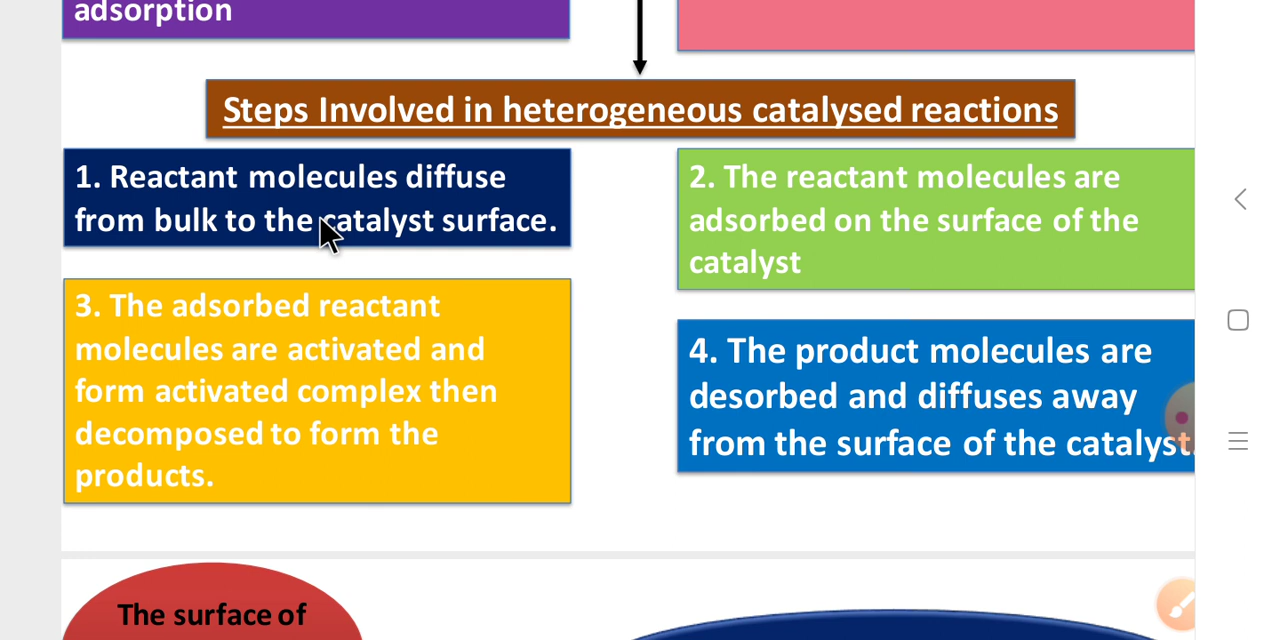 adsorption
Steps Involved in heterogeneous catalysed reactions
1. Reactant molecules diffuse
from bulk to the catalyst surface.
2. The reactant molecules are
adsorbed on the surface of the
catalyst
3. The adsorbed reactant
molecules are activated and
form activated complex then
decomposed to form the
products.
4. The product molecules are
desorbed and diffuses away
from the surface of the catalyst.
The surface of